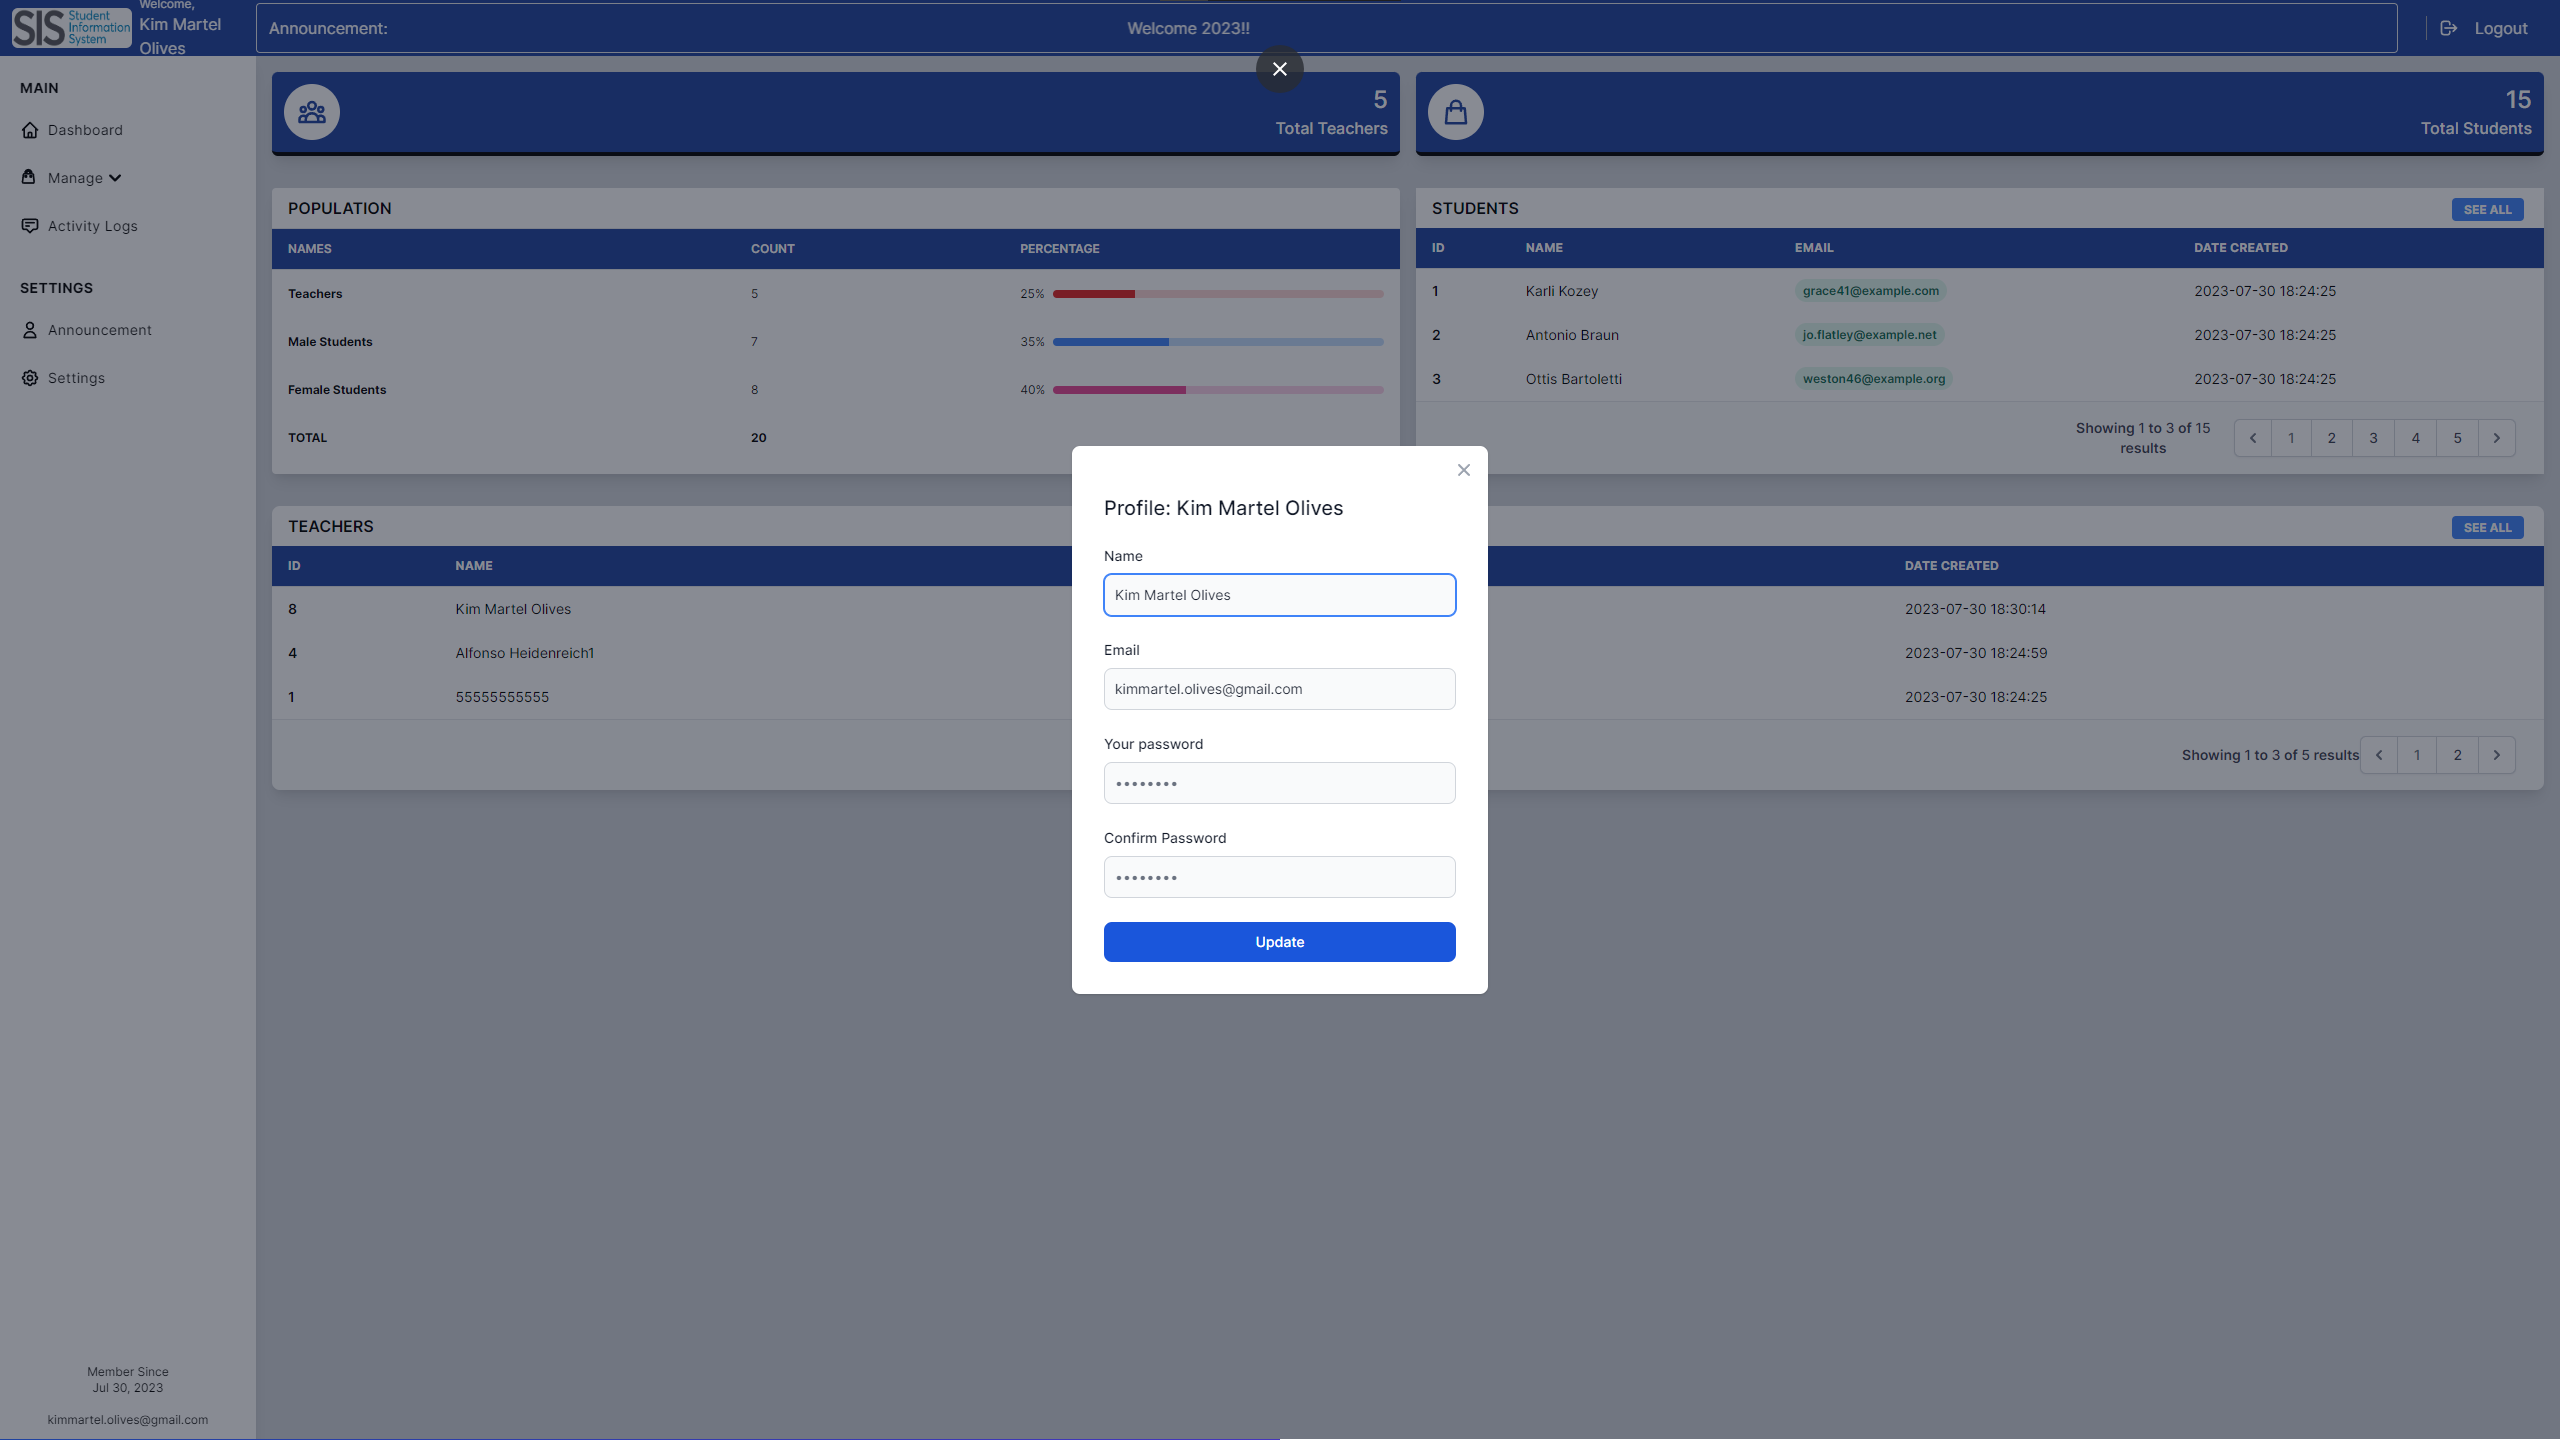 SIS Student
Information
System
Welcome,
Kim Martel
Olives
Announcement:
Welcome 2023!!
Logout
MAIN
Dashboard
Manage
Activity Logs
SETTINGS
Announcement
Settings
5
Total Teachers
15
Total Students
POPULATION
NAMES COUNT PERCENTAGE
Teachers 5 25%
Male Students 7 35%
Female Students 8 40%
TOTAL 20
STUDENTS SEE ALL
ID NAME EMAIL DATE CREATED
1 Karli Kozey grace41@example.com 2023-07-30 18:24:25
2 Antonio Braun jo.flatley@example.net 2023-07-30 18:24:25
3 Ottis Bartoletti weston46@example.org 2023-07-30 18:24:25
Showing 1 to 3 of 15
results
1 2 3 4 5
TEACHERS SEE ALL
ID NAME DATE CREATED
8 Kim Martel Olives 2023-07-30 18:30:14
4 Alfonso Heidenreich1 2023-07-30 18:24:59
1 55555555555 2023-07-30 18:24:25
Showing 1 to 3 of 5 results 1 2
Profile: Kim Martel Olives
Name
Kim Martel Olives
Email
kimmartel.olives@gmail.com
Your password
••••••••
Confirm Password
••••••••
Update
Member Since
Jul 30, 2023
kimmartel.olives@gmail.com